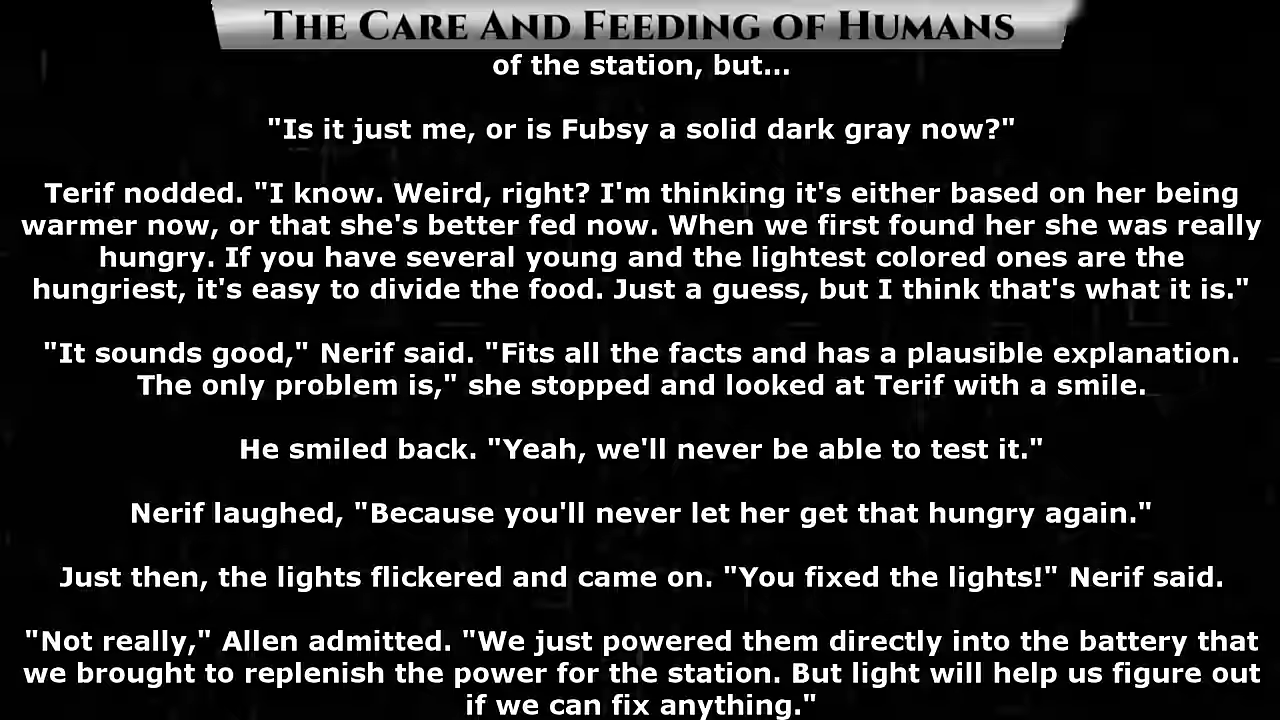 The Care And Feeding of Humans
of the station, but...
"Is it just me, or is Fubsy a solid dark gray now?"
Terif nodded. "I know. Weird, right? I'm thinking it's either based on her being
warmer now, or that she's better fed now. When we first found her she was really
hungry. If you have several young and the lightest colored ones are the
hungriest, it's easy to divide the food. Just a guess, but I think that's what it is."
"It sounds good," Nerif said. "Fits all the facts and has a plausible explanation.
The only problem is," she stopped and looked at Terif with a smile.
He smiled back. "Yeah, we'll never be able to test it."
Nerif laughed, "Because you'll never let her get that hungry again."
Just then, the lights flickered and came on. "You fixed the lights!" Nerif said.
"Not really," Allen admitted. "We just powered them directly into the battery that
we brought to replenish the power for the station. But light will help us figure out
if we can fix anything."